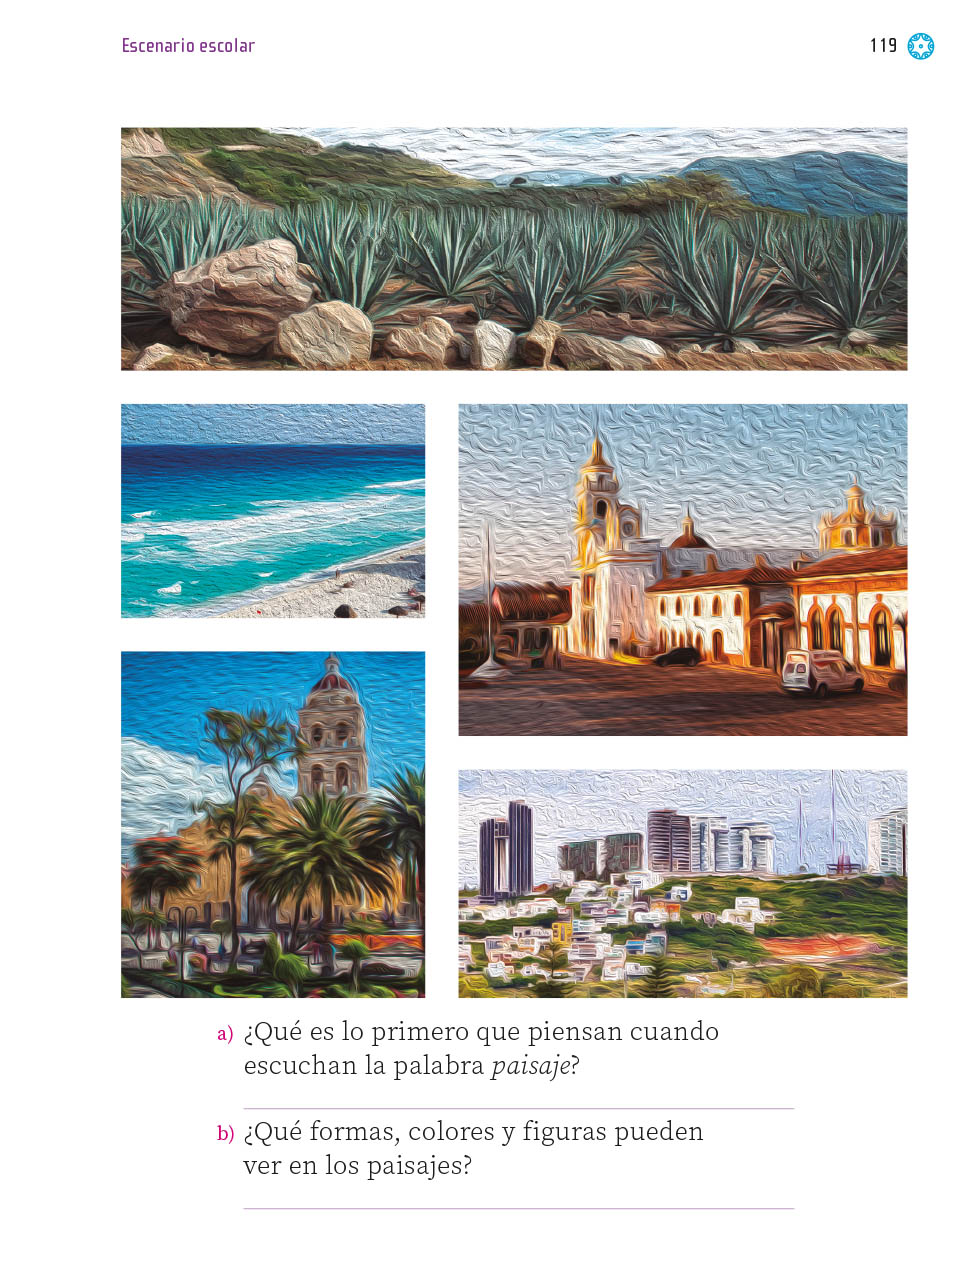 Escenario escolar
119
a) ¿Qué es lo primero que piensan cuando
escuchan la palabra paisaje?
b) ¿Qué formas, colores y figuras pueden
ver en los paisajes?